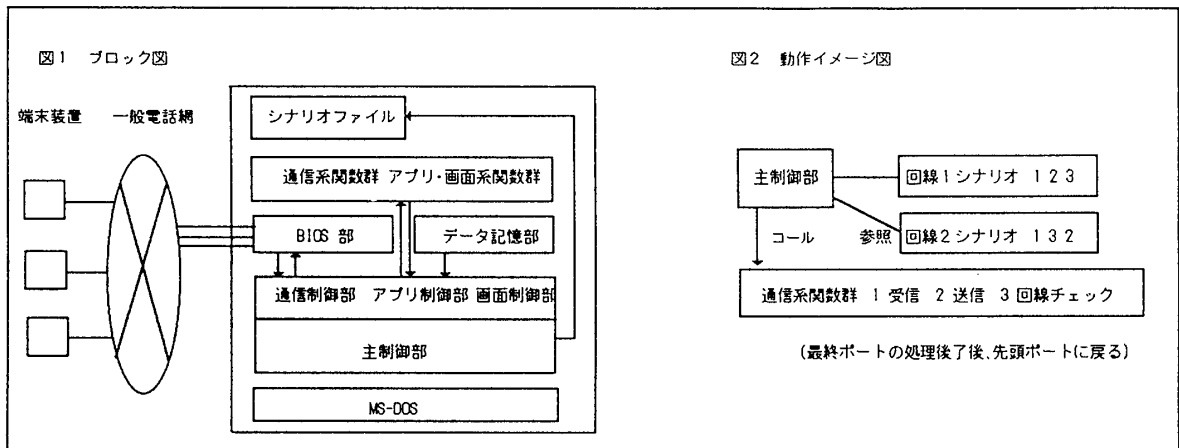 図1 ブロック図
端末装置 一般電話網
シナリオファイル
通信系関数群 アプリ・画面系関数群
BIOS 部
データ記憶部
通信制御部 アプリ制御部 画面制御部
主制御部
MS-DOS
図2 動作イメージ図
主制御部
回線1シナリオ 1 2 3
コール
参照
回線2シナリオ 1 3 2
通信系関数群 1 受信 2 送信 3 回線チェック
(最終ポートの処理後了後、先頭ポートに戻る)